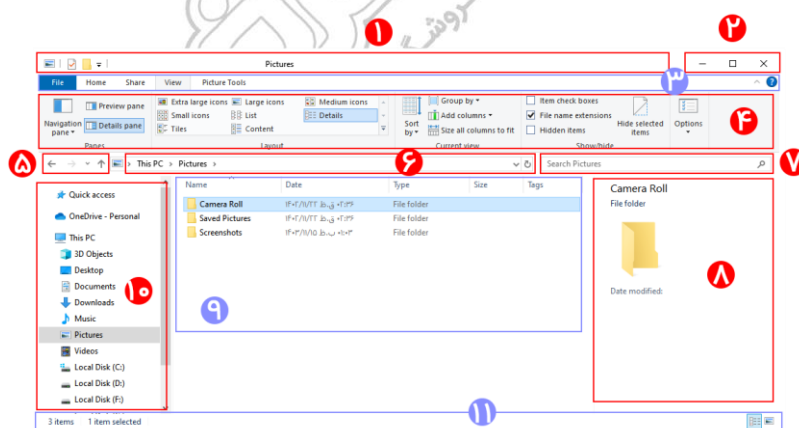 فروشگ
۱
۲
Pictures
۳
File Home Share View Picture Tools
Navigation pane
Preview pane
Details pane
Panes
Extra large icons Large icons Medium icons
Small icons List Details
Tiles Content
Layout
Sort by
Group by
Add columns
Size all columns to fit
Current view
Item check boxes
File name extensions
Hidden items
Hide selected items
Show/hide
Options
۴
۵
This PC > Pictures >
۶
Search Pictures
۷
Quick access
OneDrive - Personal
This PC
3D Objects
Desktop
Documents
Downloads
Music
Pictures
Videos
Local Disk (C:)
Local Disk (D:)
Local Disk (F:)
۱۰
Name Date Type Size Tags
Camera Roll ۱۴۰۲/۱۱/۲۲ ق.ظ File folder
Saved Pictures ق.ظ File folder
Screenshots ب.ظ File folder
۹
Camera Roll
File folder
Date modified:
۸
3 items 1 item selected
۱۱